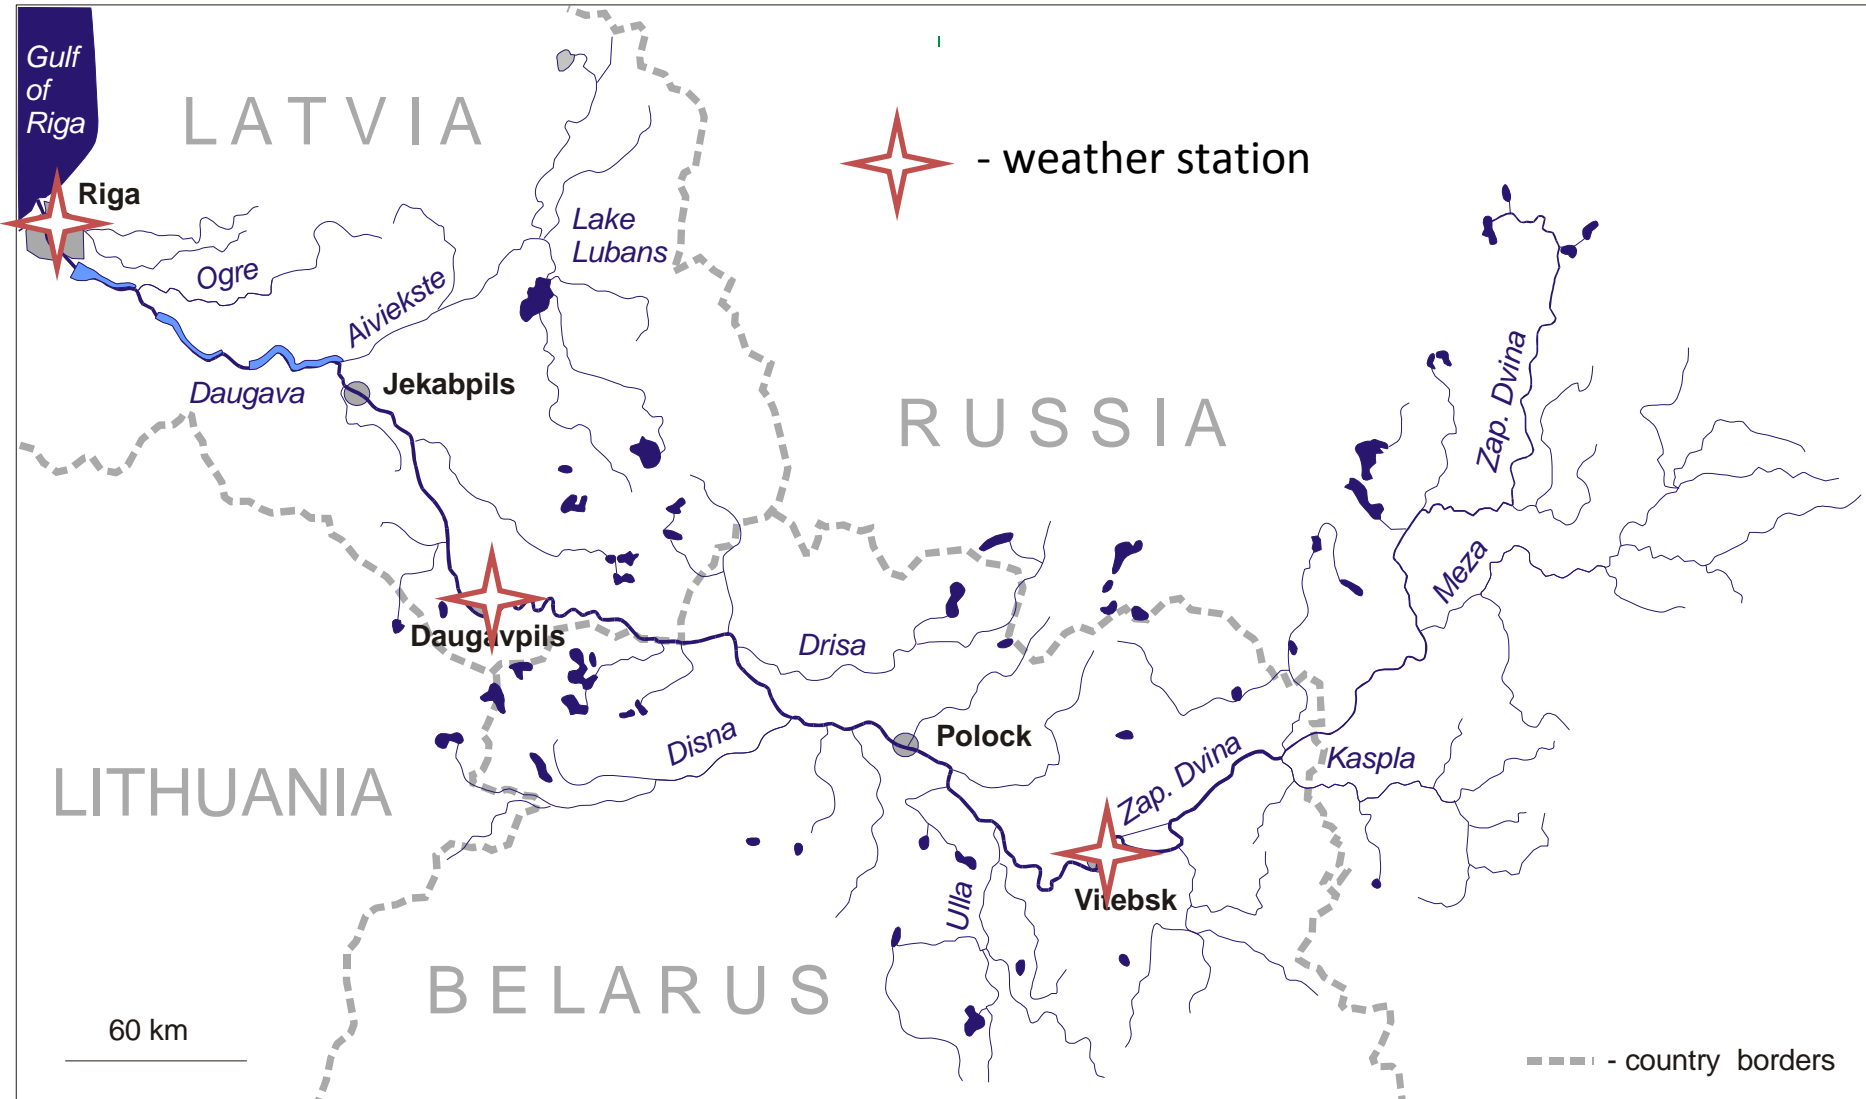 Gulf
of
Riga
LATVIA
- weather station
Riga
Lake
Lubans
Ogre
Aiviekste
Daugava
Jekabpils
RUSSIA
Zap. Dvina
Meza
Daugavpils
Drisa
Disna
Polock
Zap. Dvina
Kaspla
LITHUANIA
Ulla
Vitebsk
BELARUS
60 km
- country borders